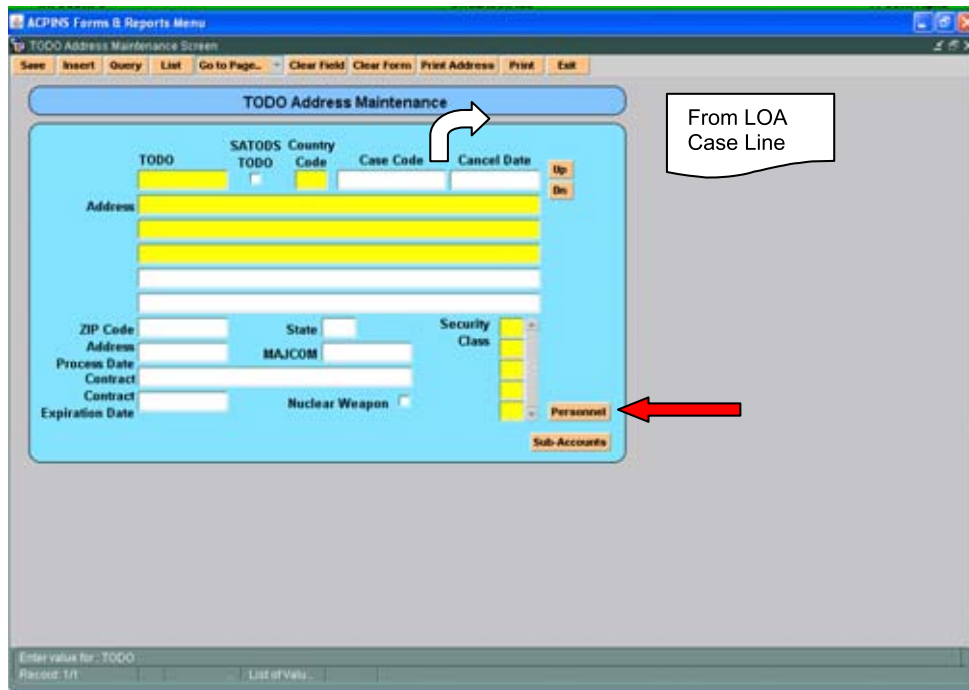 ACPINS Forms & Reports Menu
TODO Address Maintenance Screen
Save Insert Query List Go to Page... Clear Field Clear Form Print Address Print Exit
TODO Address Maintenance
From LOA
Case Line
TODO
SATODS
TODO
Country
Code
Case Code
Cancel Date
Up
Dn
Address
ZIP Code
State
Security
Class
Address
Process Date
MAJCOM
Contract
Contract
Expiration Date
Nuclear Weapon
Personnel
Sub-Accounts
Enter value for: TODO
Record: 1/1
List of Valu...